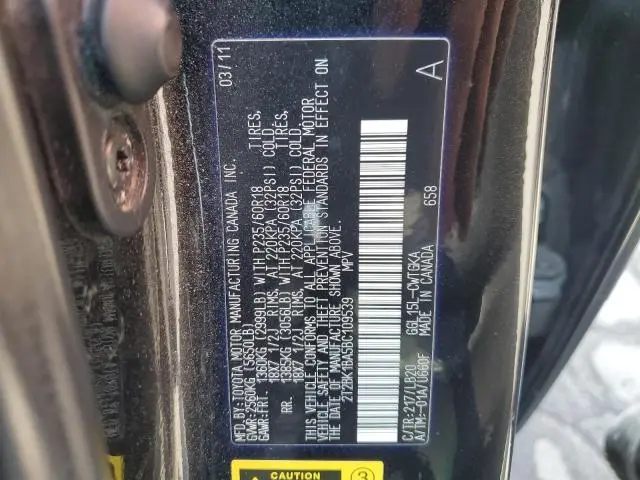 MFD.BY:TOYOTA MOTOR MANUFACTURING CANADA INC. 03/11
GVWR:2560KG(5650LB)
GAWR:FRT. 1360KG (2999LB) WITH P235/60R18 TIRES,
18X7 1/2J RIMS, AT 220KPA (32PSI) COLD.
RR. 1385KG (3056LB) WITH P235/60R18 TIRES,
18X7 1/2J RIMS, AT 220KPA (32PSI) COLD.
THIS VEHICLE CONFORMS TO ALL APPLICABLE FEDERAL MOTOR
VEHICLE SAFETY AND THEFT PREVENTION STANDARDS IN EFFECT ON
THE DATE OF MANUFACTURE SHOWN ABOVE.
2T2BK1BA5BC109539 MPV
658
C/TR:217/LB20 GGL15L-CWTGKA
A/TM:-01A/U660F MADE IN CANADA
A
CAUTION
3